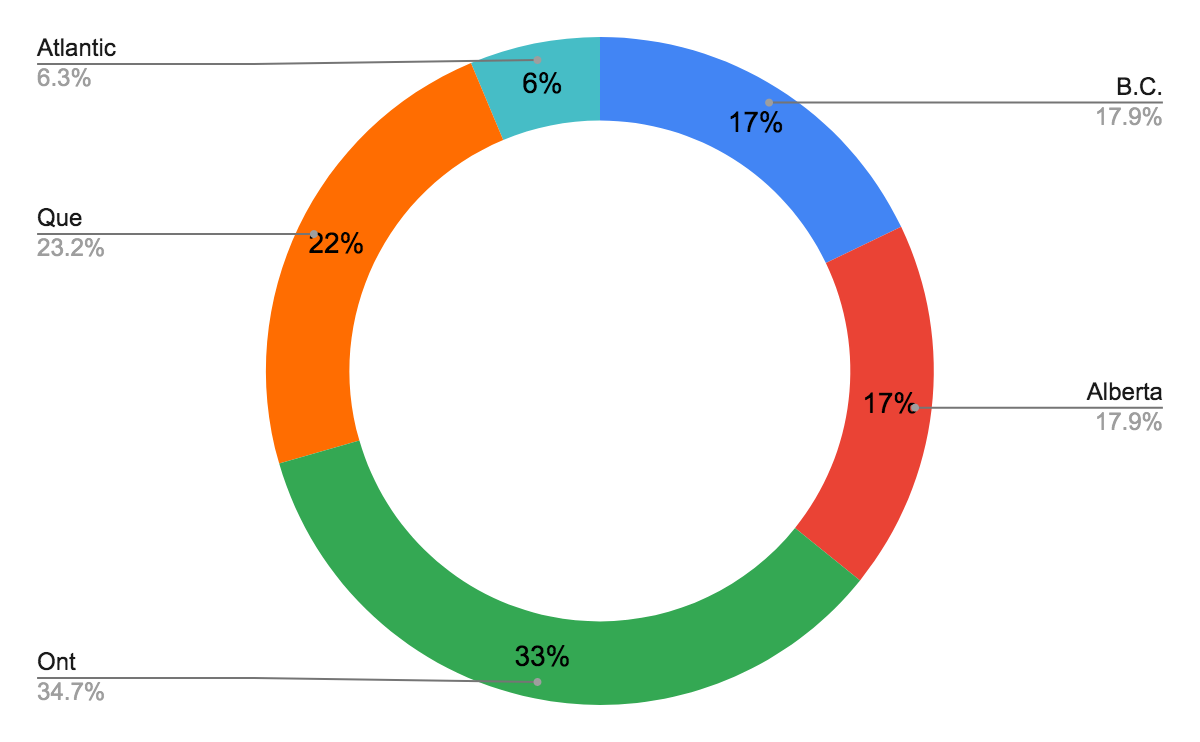 Atlantic
6.3%
6%
B.C.
17.9%
17%
Que
23.2%
22%
Alberta
17.9%
17%
Ont
34.7%
33%